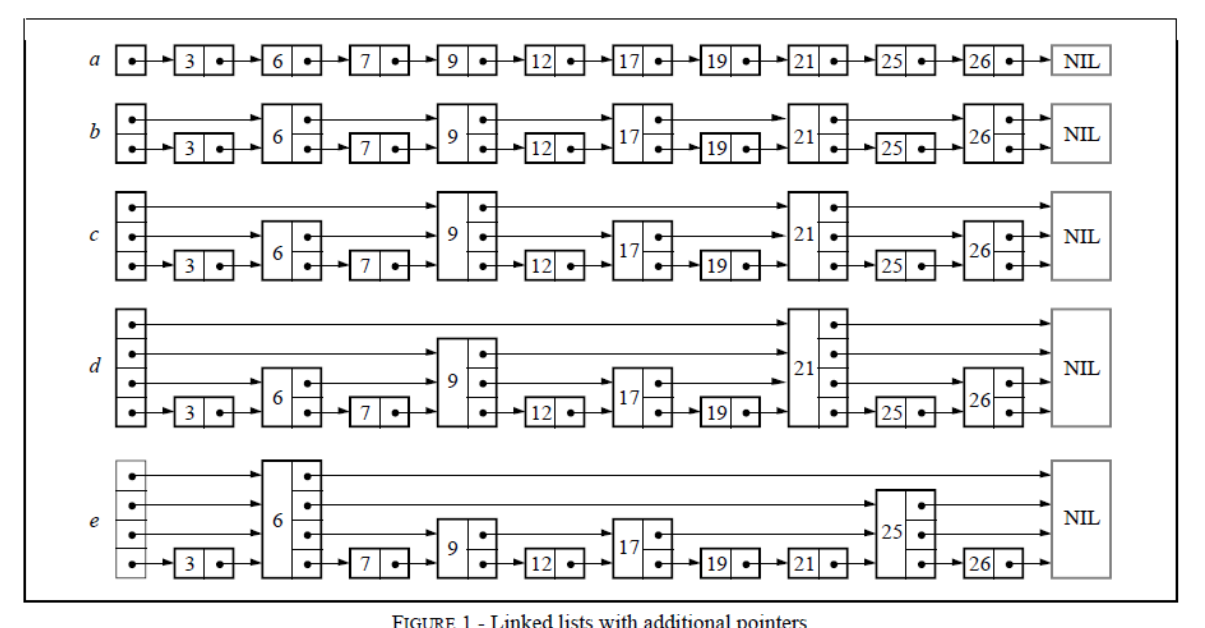 a 3 6 7 9 12 17 19 21 25 26 NIL
b 3 6 7 9 12 17 19 21 25 26 NIL
c 3 6 7 9 12 17 19 21 25 26 NIL
d 3 6 7 9 12 17 19 21 25 26 NIL
e 3 6 7 9 12 17 19 21 25 26 NIL
FIGURE 1 - Linked lists with additional pointers